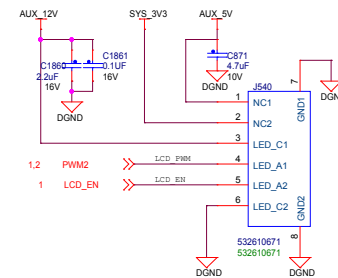 AUX_12V
SYS_3V3
AUX_5V
C1860
2.2uF
16V
C1861
0.1UF
16V
DGND
C871
4.7uF
10V
DGND
J540
7
DGN
1
NC1
GND1
2
NC2
3
LED_C1
1,2 PWM2
LCD_PWM
4
LED_A1
1 LCD_EN
LCD_EN
5
LED_A2
6
LED_C2
GND2
8
532610671
532610671
DGND
DGND